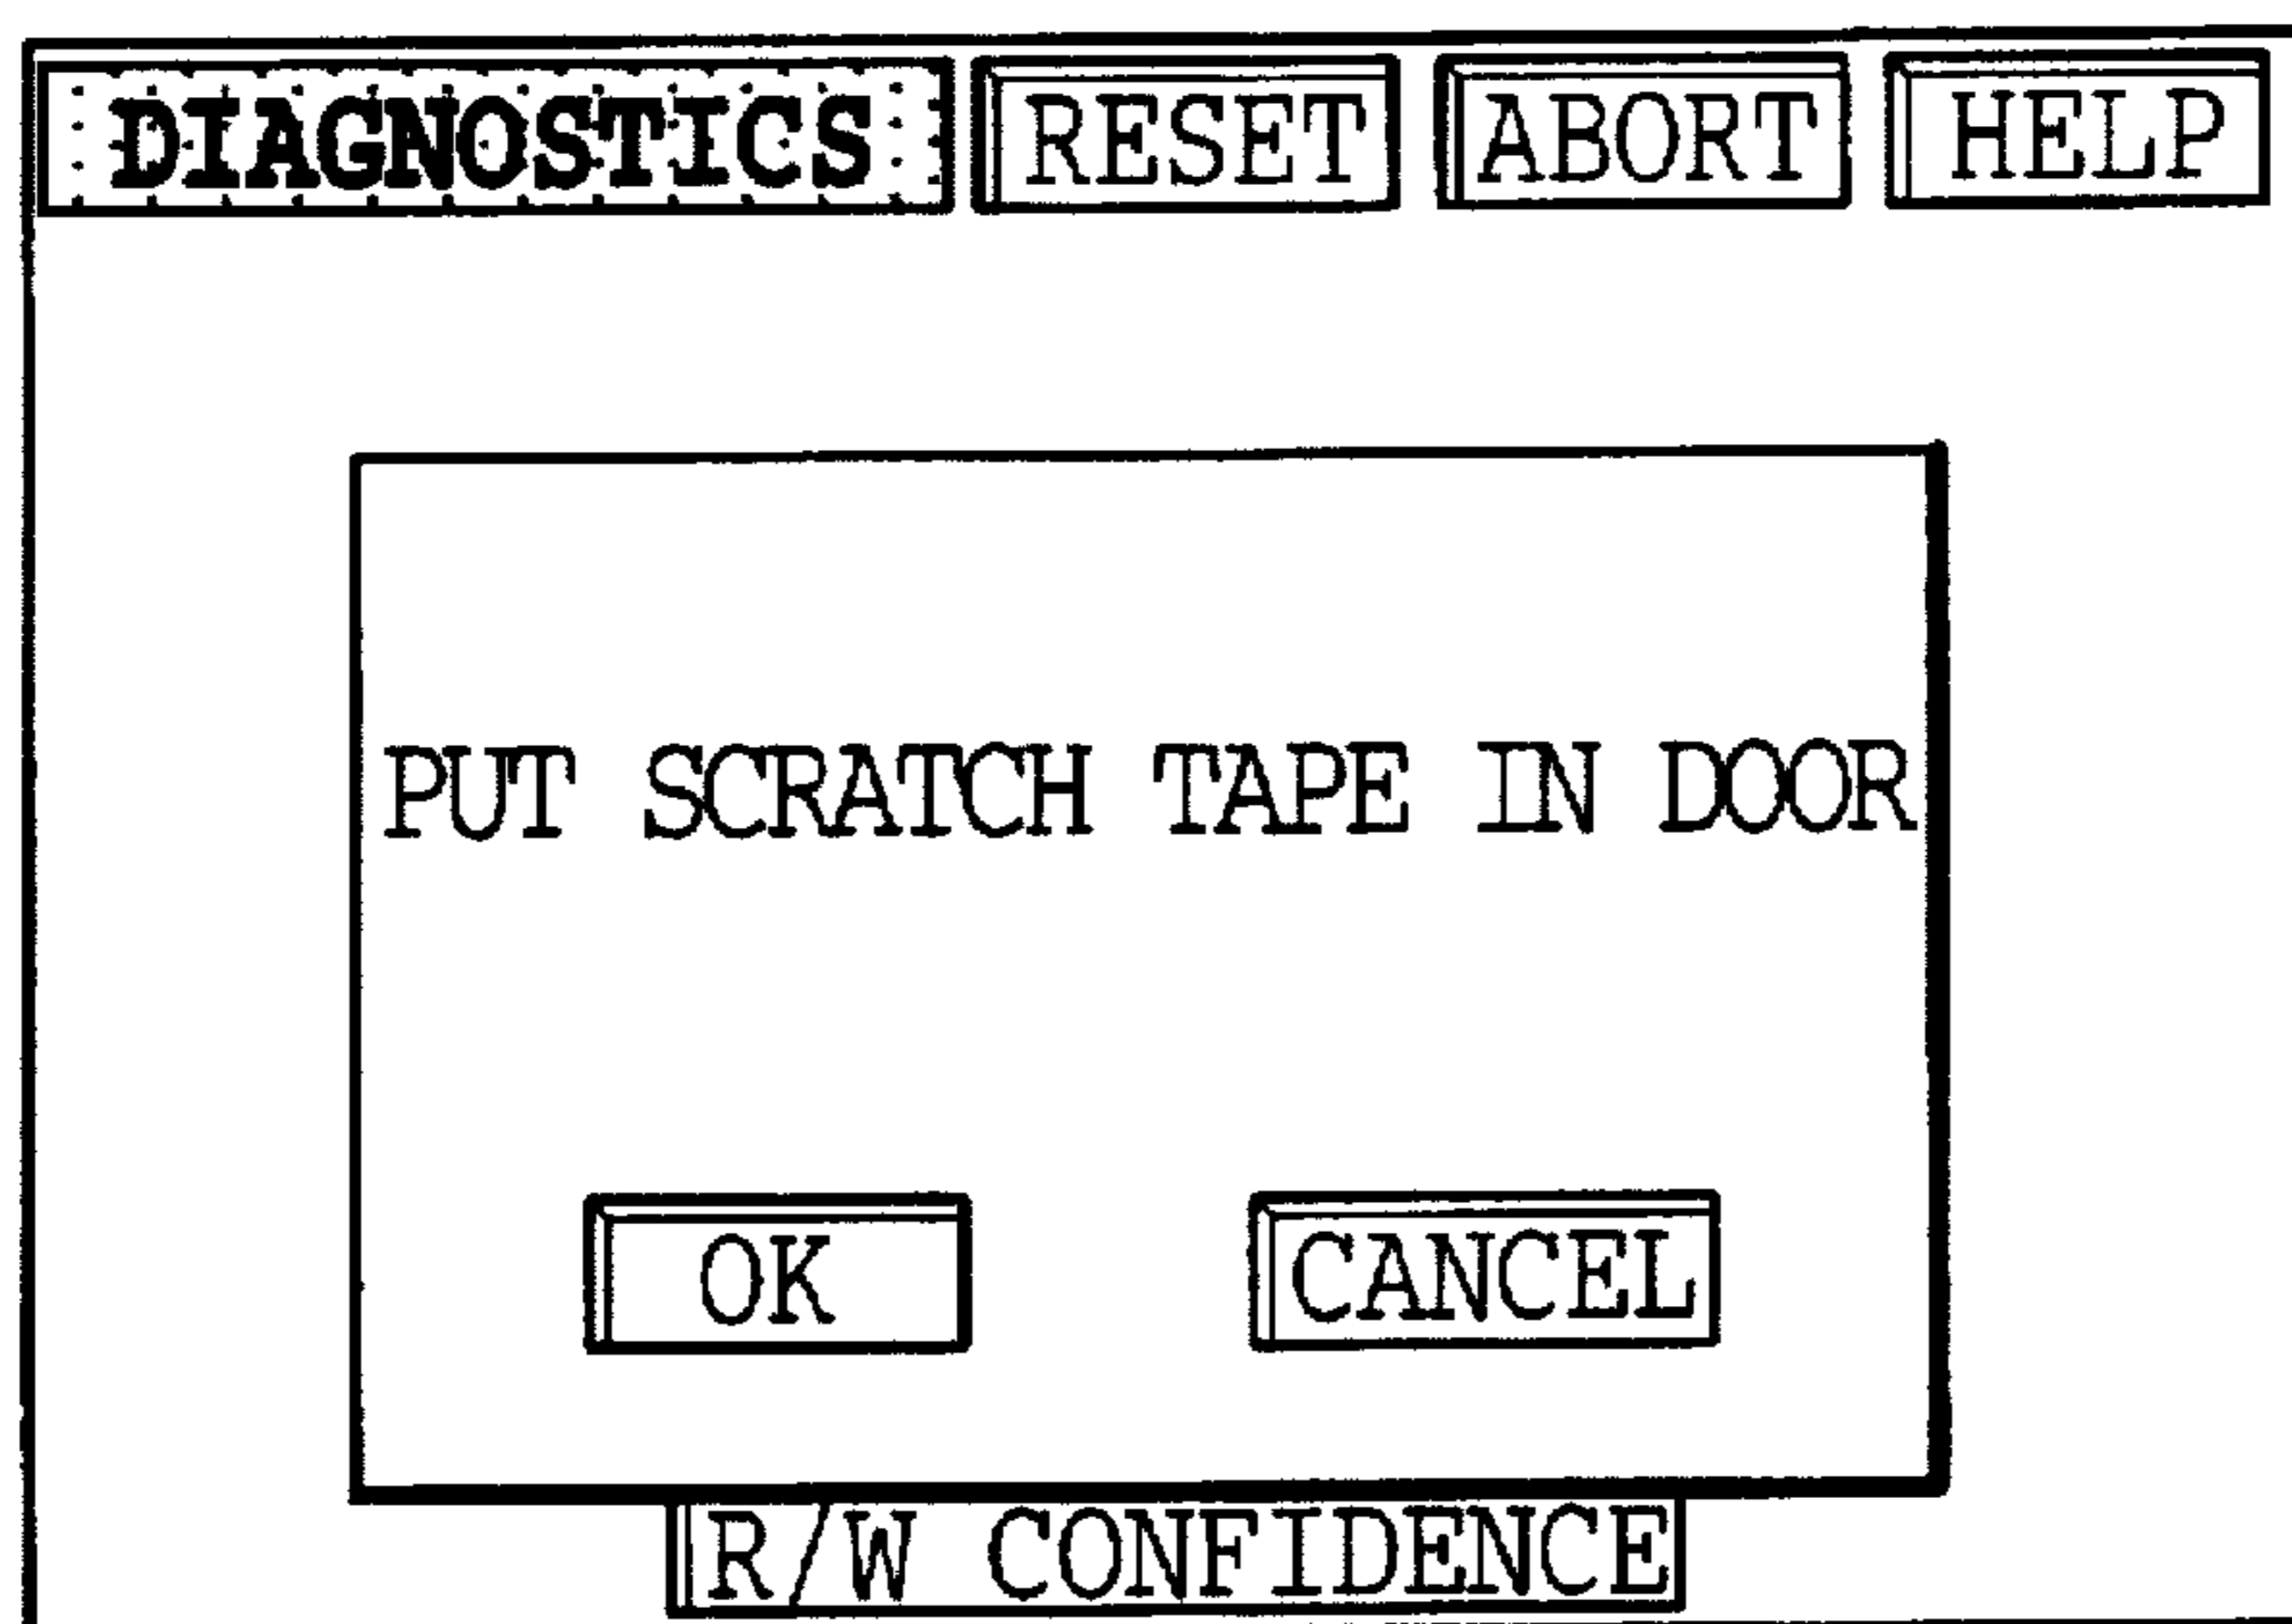 DIAGNOSTICS RESET ABORT HELP
PUT SCRATCH TAPE IN DOOR
OK CANCEL
R/W CONFIDENCE